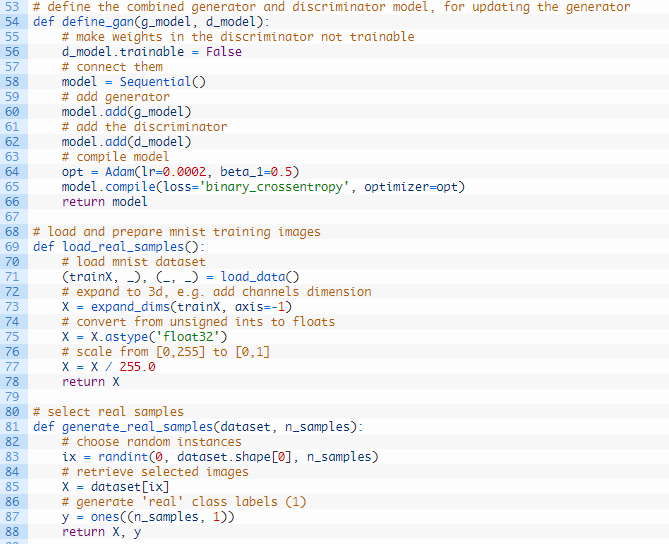 53 # define the combined generator and discriminator model, for updating the generator
54 def define_gan(g_model, d_model):
55     # make weights in the discriminator not trainable
56     d_model.trainable = False
57     # connect them
58     model = Sequential()
59     # add generator
60     model.add(g_model)
61     # add the discriminator
62     model.add(d_model)
63     # compile model
64     opt = Adam(lr=0.0002, beta_1=0.5)
65     model.compile(loss='binary_crossentropy', optimizer=opt)
66     return model
67
68 # load and prepare mnist training images
69 def load_real_samples():
70     # load mnist dataset
71     (trainX, _), (_, _) = load_data()
72     # expand to 3d, e.g. add channels dimension
73     X = expand_dims(trainX, axis=-1)
74     # convert from unsigned ints to floats
75     X = X.astype('float32')
76     # scale from [0,255] to [0,1]
77     X = X / 255.0
78     return X
79
80 # select real samples
81 def generate_real_samples(dataset, n_samples):
82     # choose random instances
83     ix = randint(0, dataset.shape[0], n_samples)
84     # retrieve selected images
85     X = dataset[ix]
86     # generate 'real' class labels (1)
87     y = ones((n_samples, 1))
88     return X, y